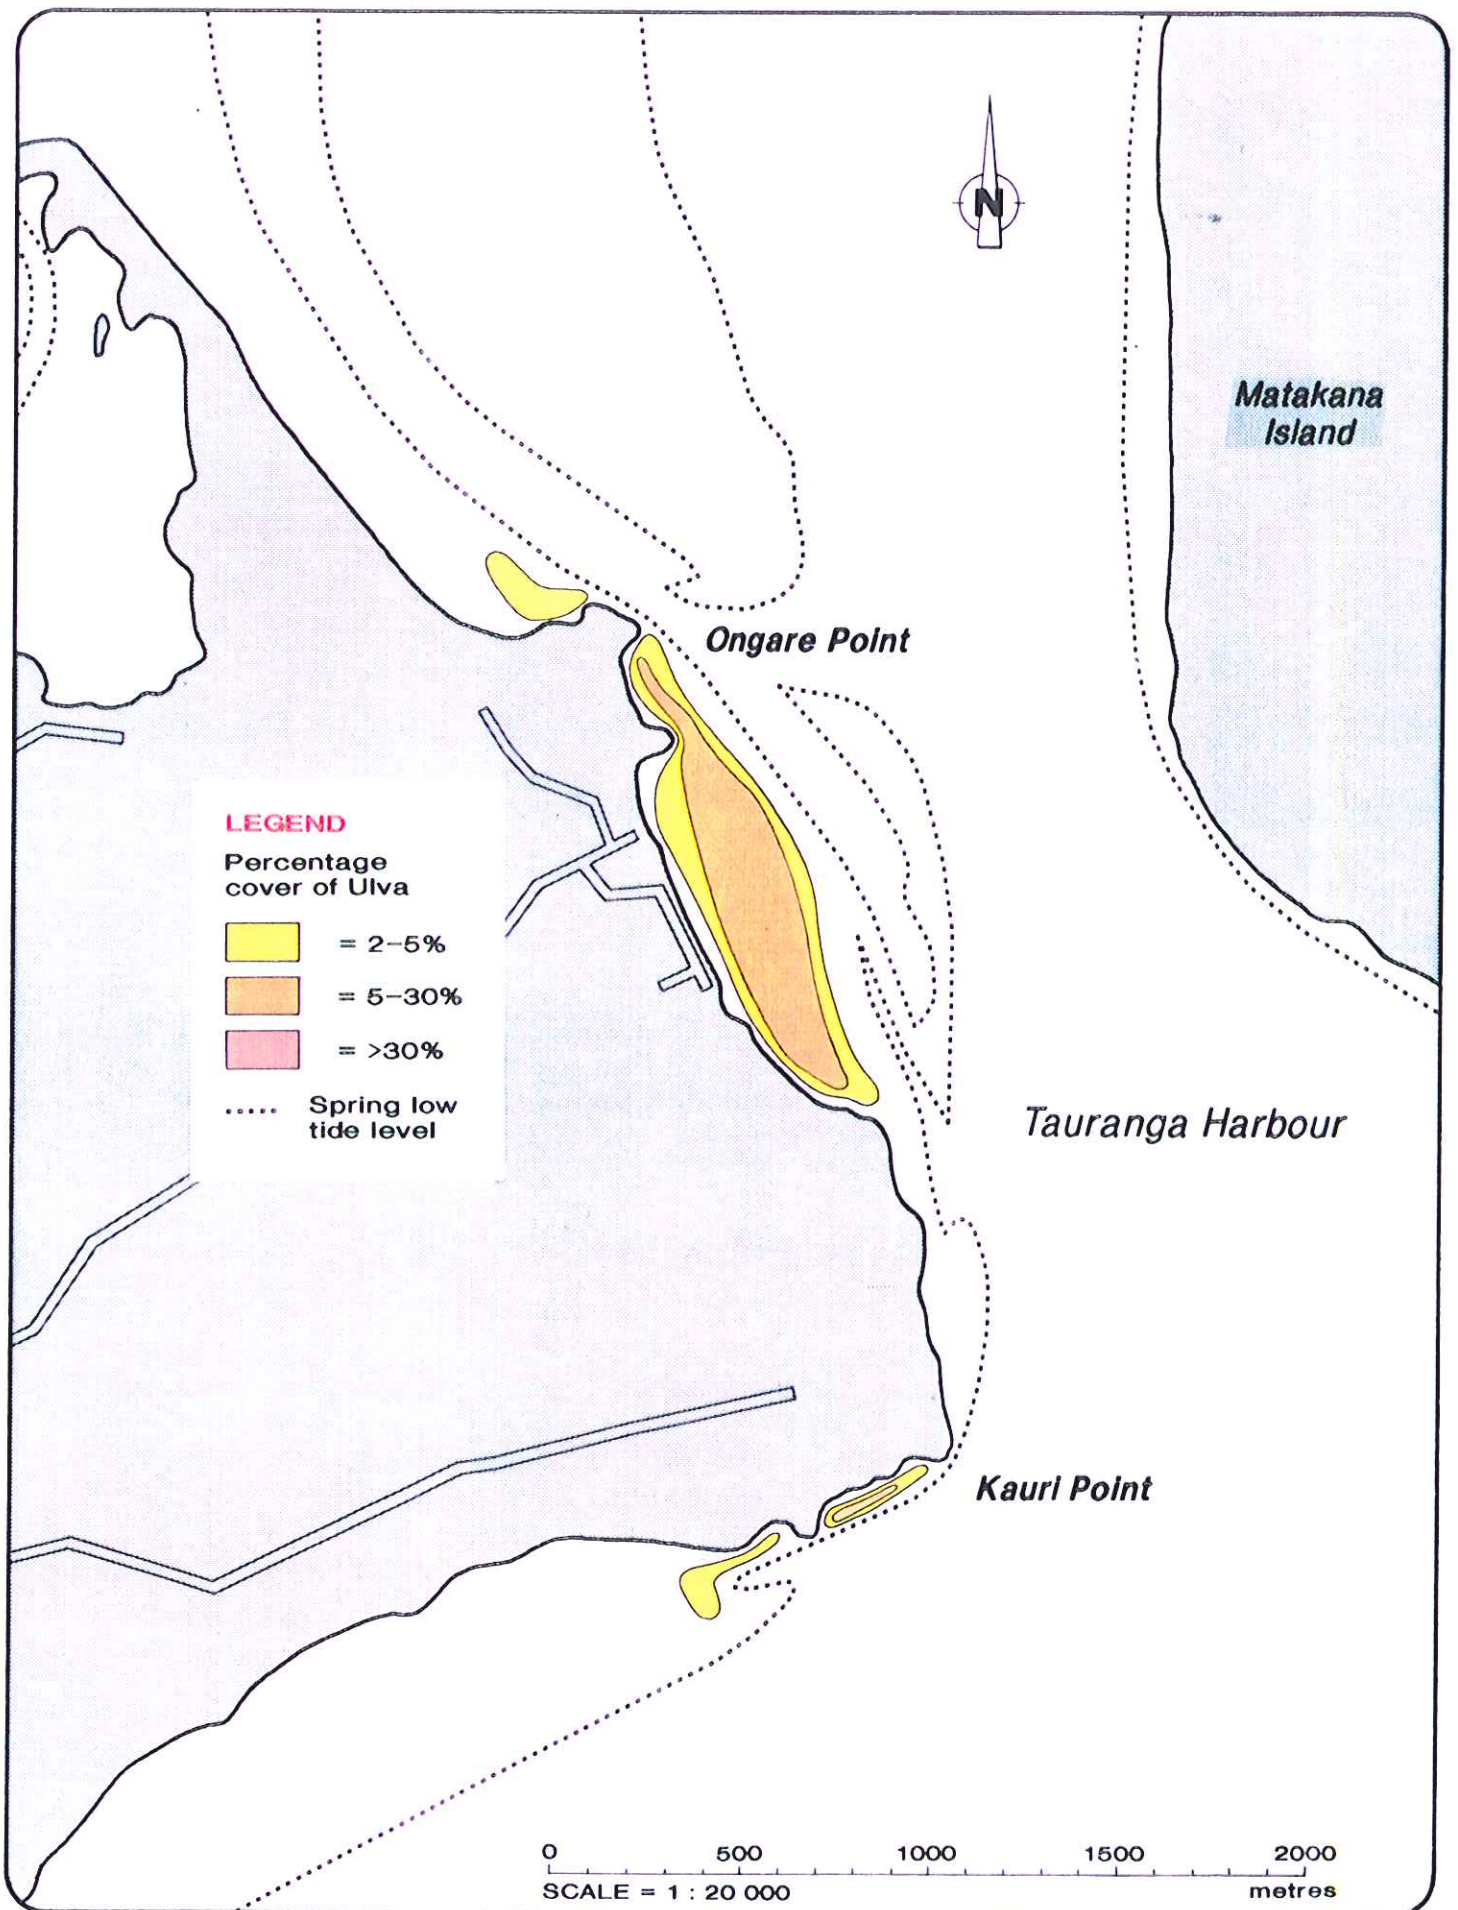 N
Matakana
Island
Ongare Point
LEGEND
Percentage
cover of Ulva
= 2-5%
= 5-30%
= >30%
Spring low
tide level
Tauranga Harbour
Kauri Point
0 500 1000 1500 2000
SCALE = 1 : 20 000 metres